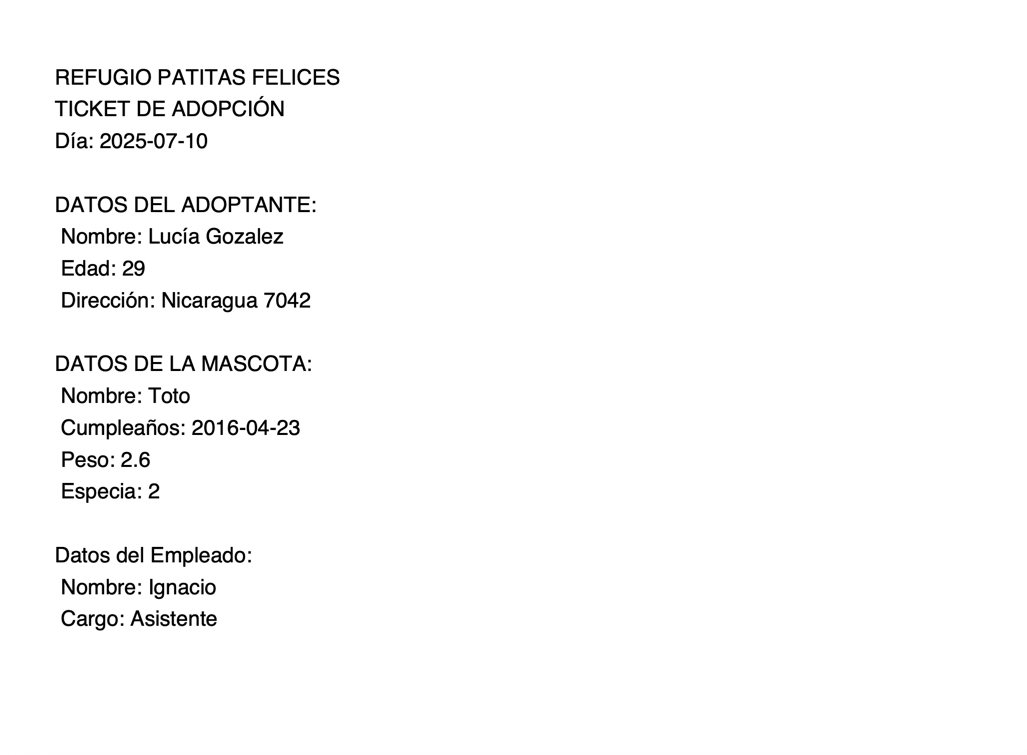 REFUGIO PATITAS FELICES
TICKET DE ADOPCIÓN
Día: 2025-07-10
DATOS DEL ADOPTANTE:
Nombre: Lucía Gozalez
Edad: 29
Dirección: Nicaragua 7042
DATOS DE LA MASCOTA:
Nombre: Toto
Cumpleaños: 2016-04-23
Peso: 2.6
Especia: 2
Datos del Empleado:
Nombre: Ignacio
Cargo: Asistente